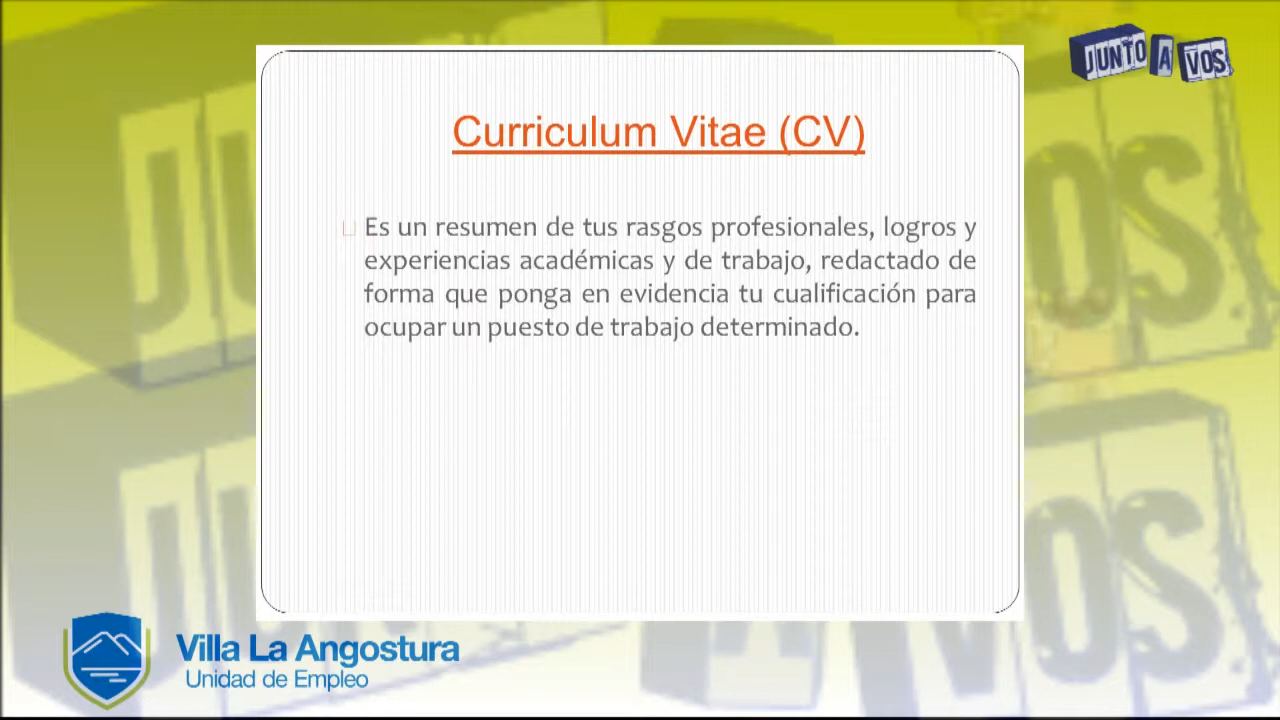 JUNTO A VOS
Curriculum Vitae (CV)
Es un resumen de tus rasgos profesionales, logros y
experiencias académicas y de trabajo, redactado de
forma que ponga en evidencia tu cualificación para
ocupar un puesto de trabajo determinado.
Villa La Angostura
Unidad de Empleo